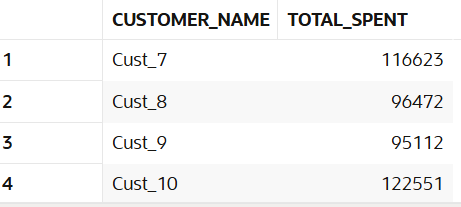 CUSTOMER_NAME TOTAL_SPENT
1 Cust_7 116623
2 Cust_8 96472
3 Cust_9 95112
4 Cust_10 122551